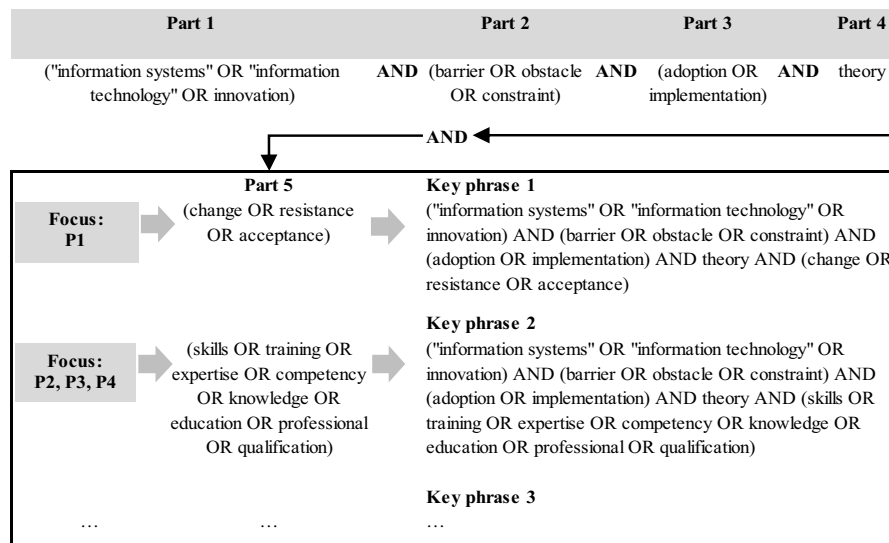 Part 1 Part 2 Part 3 Part 4
("information systems" OR "information AND (barrier OR obstacle AND (adoption OR AND theory
technology" OR innovation) OR constraint) implementation)
AND
Part 5 Key phrase 1
Focus: (change OR resistance ("information systems" OR "information technology" OR
P1 OR acceptance) innovation) AND (barrier OR obstacle OR constraint) AND
(adoption OR implementation) AND theory AND (change OR
resistance OR acceptance)
Key phrase 2
Focus: (skills OR training OR ("information systems" OR "information technology" OR
P2, P3, P4 expertise OR competency innovation) AND (barrier OR obstacle OR constraint) AND
OR knowledge OR (adoption OR implementation) AND theory AND (skills OR
education OR professional training OR expertise OR competency OR knowledge OR
OR qualification) education OR professional OR qualification)
Key phrase 3
… … …